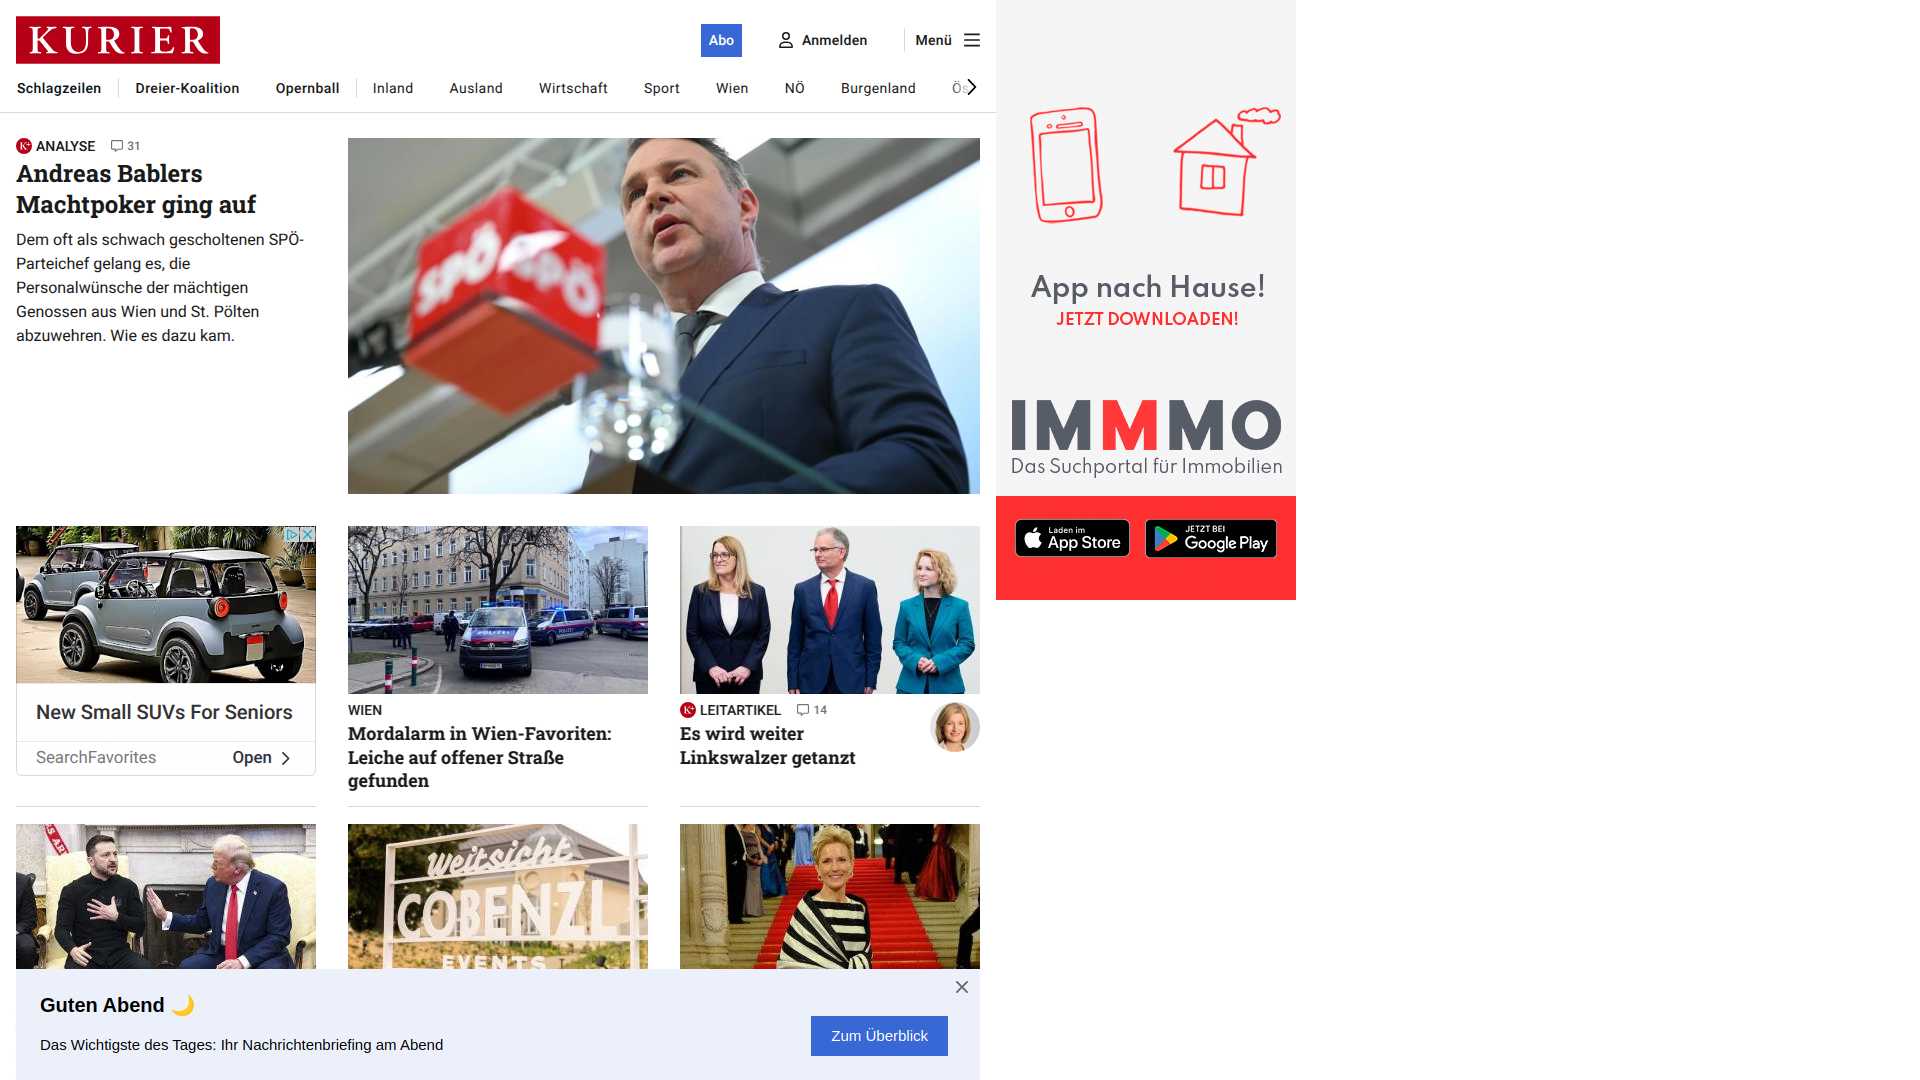 KURIER
Abo
Anmelden
Menü
Schlagzeilen
Dreier-Koalition
Opernball
Inland
Ausland
Wirtschaft
Sport
Wien
NÖ
Burgenland
K+ ANALYSE 31
Andreas Bablers
Machtpoker ging auf
Dem oft als schwach gescholtenen SPÖ-
Parteichef gelang es, die
Personalwünsche der mächtigen
Genossen aus Wien und St. Pölten
abzuwehren. Wie es dazu kam.
SPÖ
SPÖ
App nach Hause!
JETZT DOWNLOADEN!
IMMMO
Das Suchportal für Immobilien
Laden im
App Store
JETZT BEI
Google Play
New Small SUVs For Seniors
SearchFavorites
Open
POLIZEI
WIEN
Mordalarm in Wien-Favoriten:
Leiche auf offener Straße
gefunden
K+ LEITARTIKEL 14
Es wird weiter
Linkswalzer getanzt
weitsicht
COBENZL
EVENTS
Guten Abend 🌙
Das Wichtigste des Tages: Ihr Nachrichtenbriefing am Abend
Zum Überblick